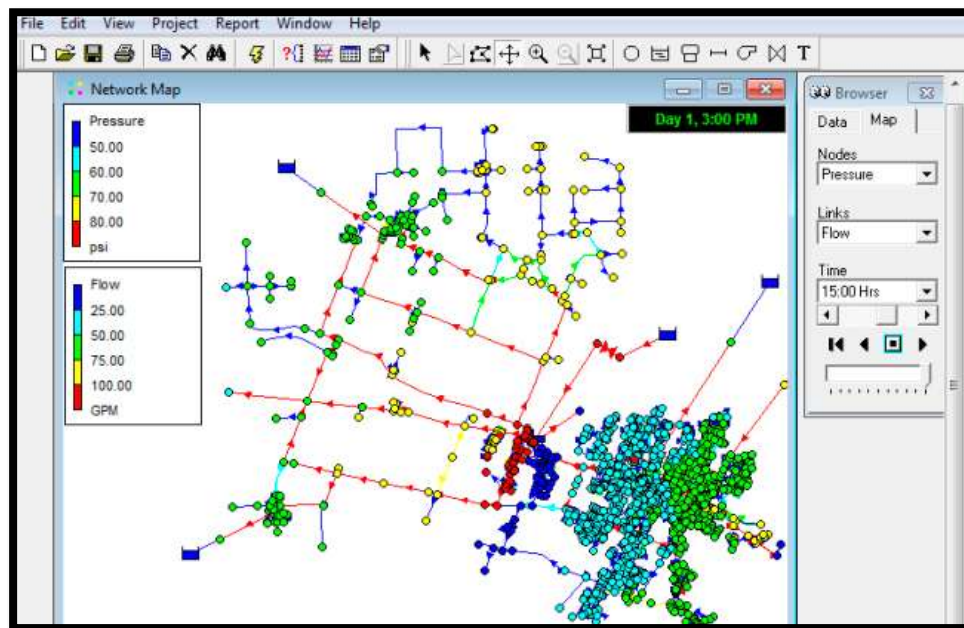 File Edit View Project Report Window Help
T
Network Map
Day 1, 3:00 PM
Pressure
50.00
60.00
70.00
80.00
psi
Flow
25.00
50.00
75.00
100.00
GPM
Browser
Data Map
Nodes
Pressure
Links
Flow
Time
15:00 Hrs